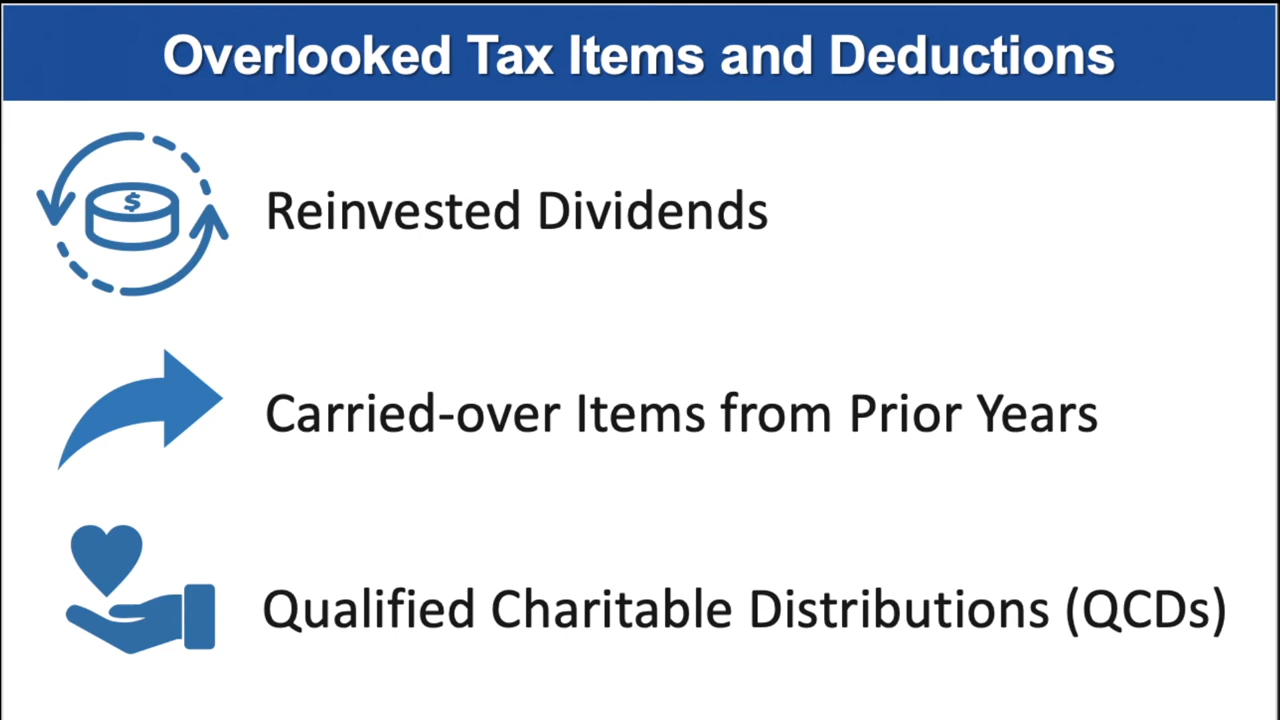 Overlooked Tax Items and Deductions
$
Reinvested Dividends
Carried-over Items from Prior Years
Qualified Charitable Distributions (QCDs)